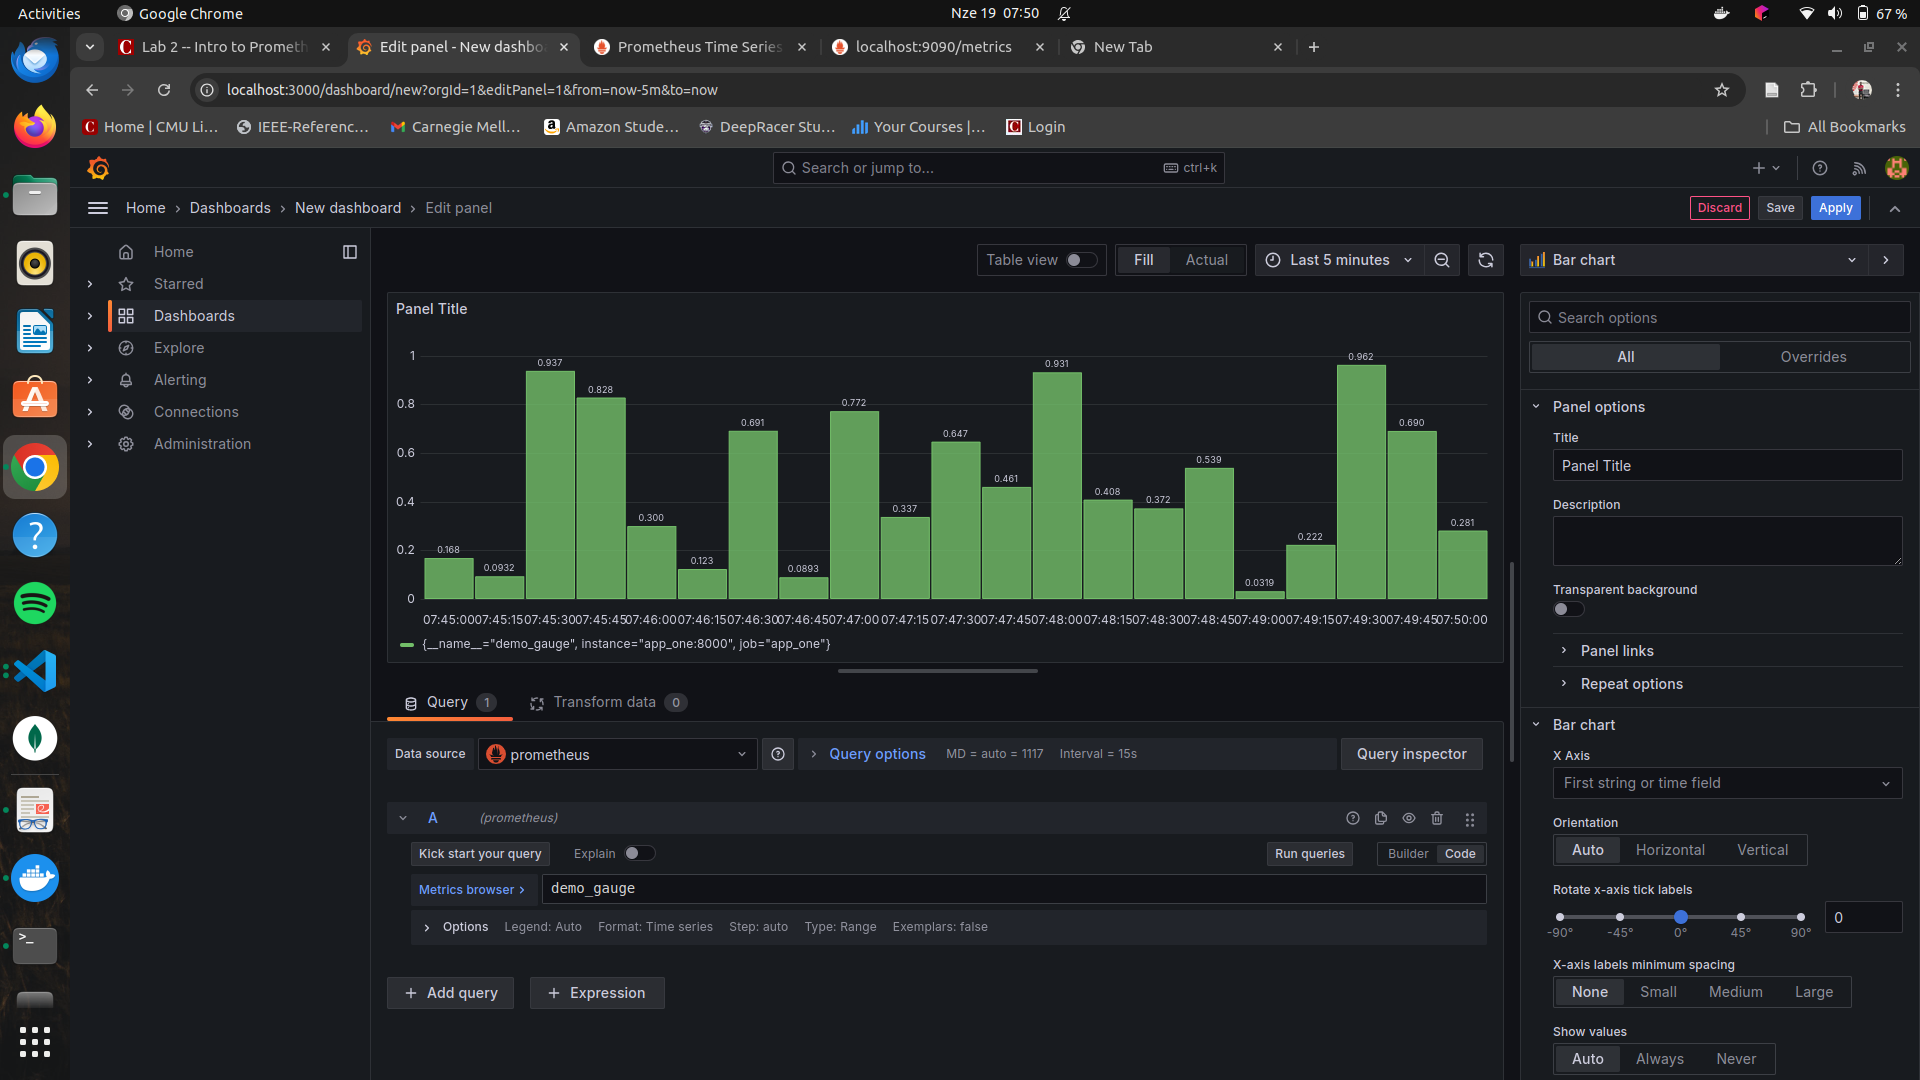 Activities
Google Chrome
Nze 19 07:50
67 %
Lab 2 -- Intro to Prometh
Edit panel - New dashbo
Prometheus Time Series
localhost:9090/metrics
New Tab
localhost:3000/dashboard/new?orgId=1&editPanel=1&from=now-5m&to=now
Home | CMU Li...
IEEE-Referenc...
Carnegie Mell...
Amazon Stude...
DeepRacer Stu...
Your Courses |...
Login
All Bookmarks
Search or jump to...
ctrl+k
Home › Dashboards › New dashboard › Edit panel
Discard
Save
Apply
Home
Starred
Dashboards
Explore
Alerting
Connections
Administration
Table view
Fill
Actual
Last 5 minutes
Bar chart
Panel Title
1
0.8
0.6
0.4
0.2
0
0.168
0.0932
0.937
0.828
0.300
0.123
0.691
0.0893
0.772
0.337
0.647
0.461
0.931
0.408
0.372
0.539
0.0319
0.222
0.962
0.690
0.281
07:45:00
07:45:15
07:45:30
07:45:45
07:46:00
07:46:15
07:46:30
07:46:45
07:47:00
07:47:15
07:47:30
07:47:45
07:48:00
07:48:15
07:48:30
07:48:45
07:49:00
07:49:15
07:49:30
07:49:45
07:50:00
{__name__="demo_gauge", instance="app_one:8000", job="app_one"}
Query 1
Transform data 0
Data source
prometheus
Query options
MD = auto = 1117
Interval = 15s
Query inspector
A
(prometheus)
Kick start your query
Explain
Run queries
Builder
Code
Metrics browser >
demo_gauge
Options
Legend: Auto
Format: Time series
Step: auto
Type: Range
Exemplars: false
+ Add query
+ Expression
Search options
All
Overrides
Panel options
Title
Panel Title
Description
Transparent background
Panel links
Repeat options
Bar chart
X Axis
First string or time field
Orientation
Auto
Horizontal
Vertical
Rotate x-axis tick labels
0
-90°
-45°
0°
45°
90°
X-axis labels minimum spacing
None
Small
Medium
Large
Show values
Auto
Always
Never